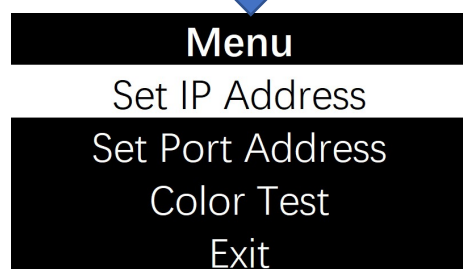 Menu
Set IP Address
Set Port Address
Color Test
Exit